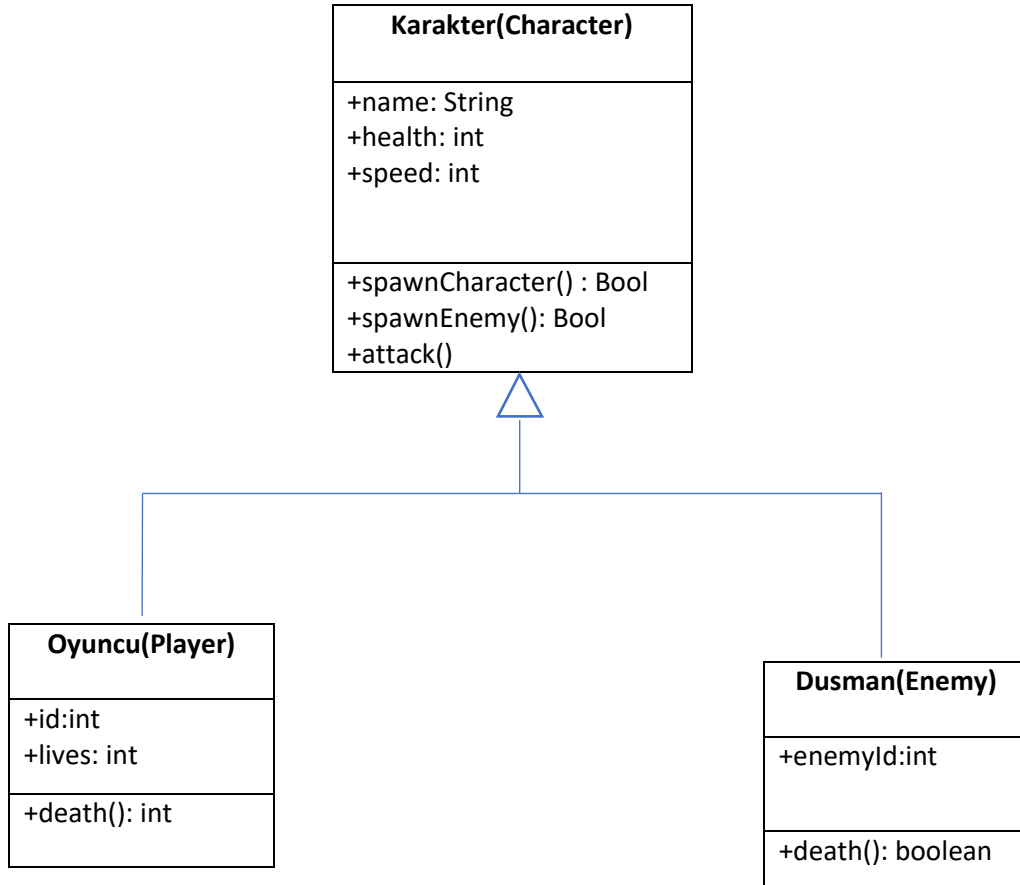 Karakter(Character)
+name: String
+health: int
+speed: int
+spawnCharacter() : Bool
+spawnEnemy(): Bool
+attack()
Oyuncu(Player)
+id:int
+lives: int
+death(): int
Dusman(Enemy)
+enemyId:int
+death(): boolean